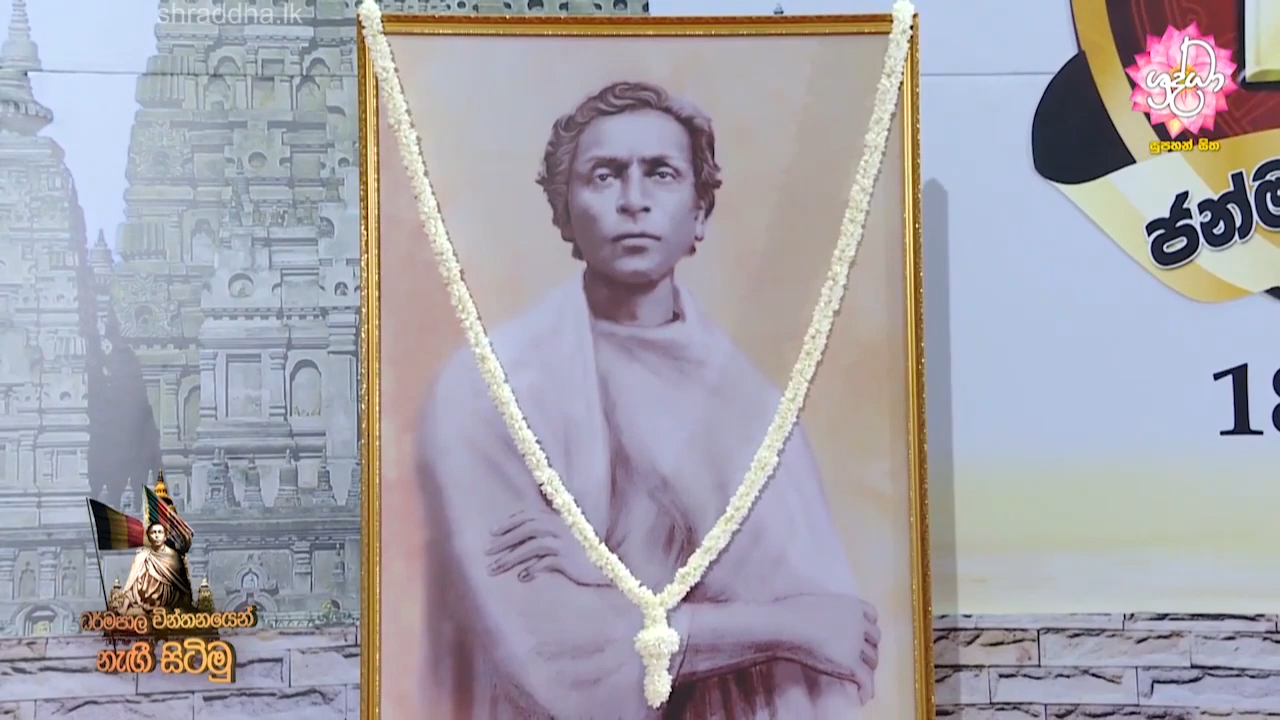 shraddha.lk
ශ්‍රද්ධා
සුපහන් සිත
ජන්ම
18
ධර්මපාල චින්තනයෙන්
නැඟී සිටිමු